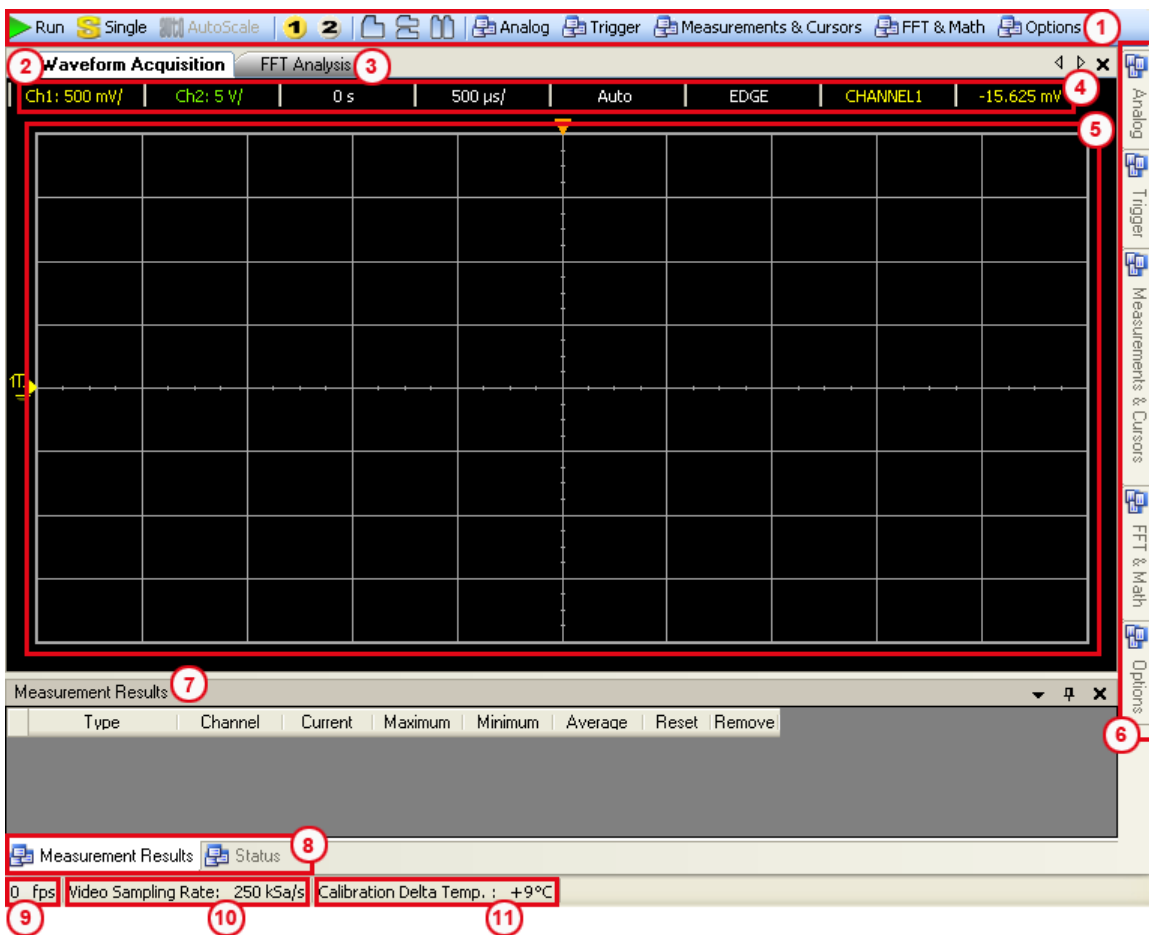 Run Single AutoScale 1 2 Analog Trigger Measurements & Cursors FFT & Math Options 1
2 Waveform Acquisition FFT Analysis 3
Ch1: 500 mV/ Ch2: 5 V/ 0 s 500 µs/ Auto EDGE CHANNEL1 -15.625 mV 4
5
1T
Analog
Trigger
Measurements & Cursors
FFT & Math
Options
6
Measurement Results 7
Type Channel Current Maximum Minimum Average Reset Remove
Measurement Results Status 8
0 fps Video Sampling Rate: 250 kSa/s Calibration Delta Temp. : +9°C
9 10 11